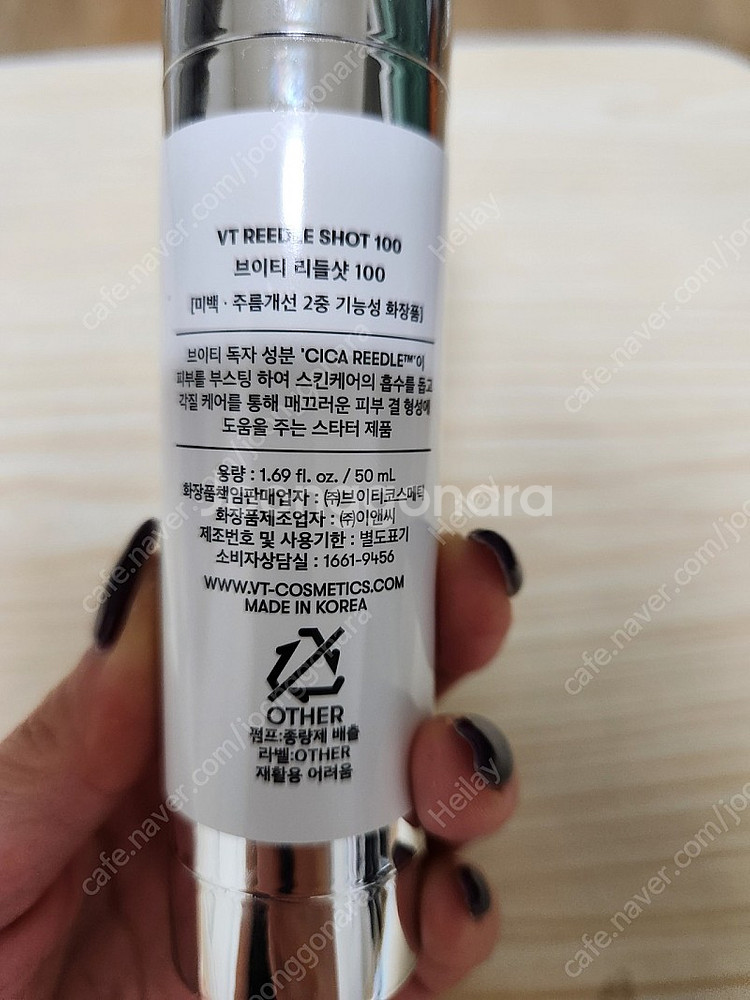 VT REEDLE SHOT 100
브이티 리들샷 100
[미백 · 주름개선 2중 기능성 화장품]
브이티 독자 성분 'CICA REEDLE™'이
피부를 부스팅 하여 스킨케어의 흡수를 돕고
각질 케어를 통해 매끄러운 피부 결 형성에
도움을 주는 스타터 제품
용량 : 1.69 fl. oz. / 50 mL
화장품책임판매업자 : ㈜브이티코스메틱
화장품제조업자 : ㈜이앤씨
제조번호 및 사용기한 : 별도표기
소비자상담실 : 1661-9456
WWW.VT-COSMETICS.COM
MADE IN KOREA
OTHER
펌프:종량제 배출
라벨:OTHER
재활용 어려움
cafe.naver.com/joonggonara
Heilay